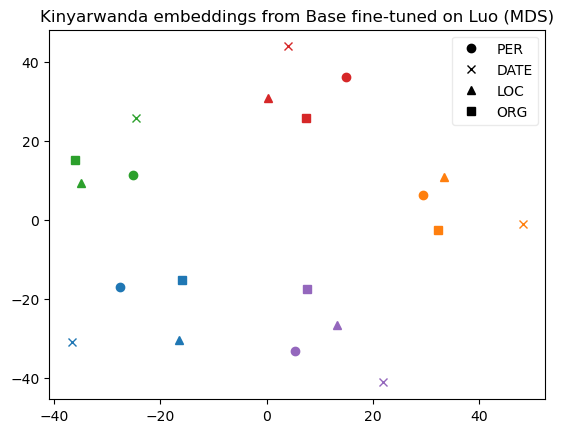 Kinyarwanda embeddings from Base fine-tuned on Luo (MDS)
PER
DATE
LOC
ORG
40
20
0
−20
−40
−40
−20
0
20
40